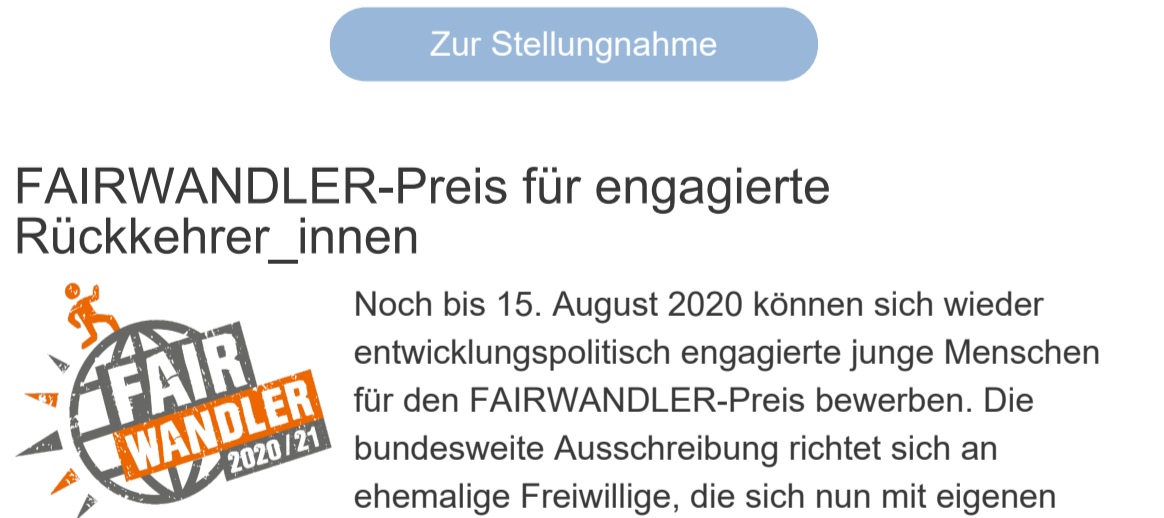 Zur Stellungnahme
FAIRWANDLER-Preis für engagierte
Rückkehrer_innen
FAIR
WANDLER
2020/21
Noch bis 15. August 2020 können sich wieder
entwicklungspolitisch engagierte junge Menschen
für den FAIRWANDLER-Preis bewerben. Die
bundesweite Ausschreibung richtet sich an
ehemalige Freiwillige, die sich nun mit eigenen